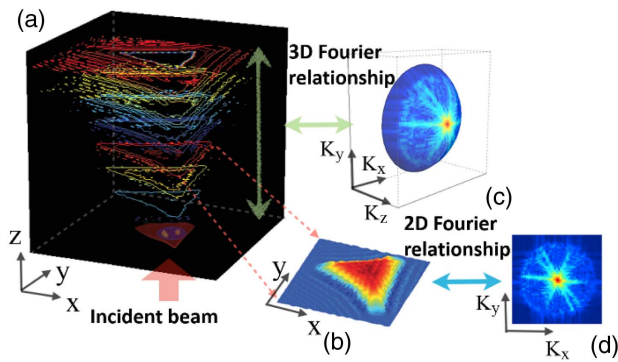 (a)
3D Fourier
relationship
K_y
K_x
K_z
(c)
z
y
x
Incident beam
y
x
(b)
2D Fourier
relationship
K_y
K_x
(d)